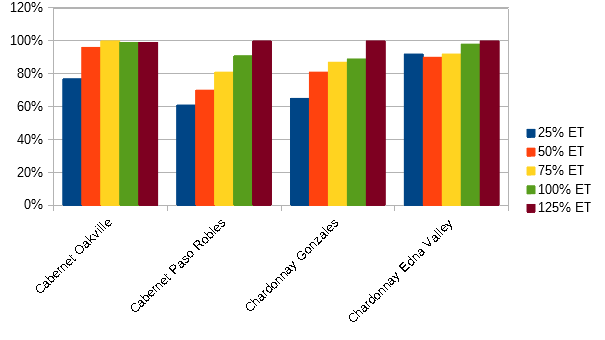 120%
100%
80%
60%
40%
20%
0%
Cabernet Oakville
Cabernet Paso Robles
Chardonnay Gonzales
Chardonnay Edna Valley
25% ET
50% ET
75% ET
100% ET
125% ET